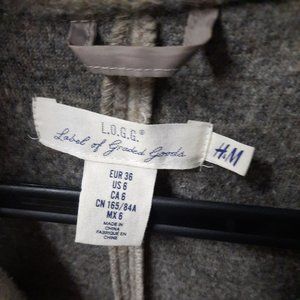 L.O.G.G.®
Label of Graded Goods
H&M
EUR 36
US 6
CA 6
CN 165/84A
MX 6
MADE IN
CHINA
FABRIQUE EN
CHINE